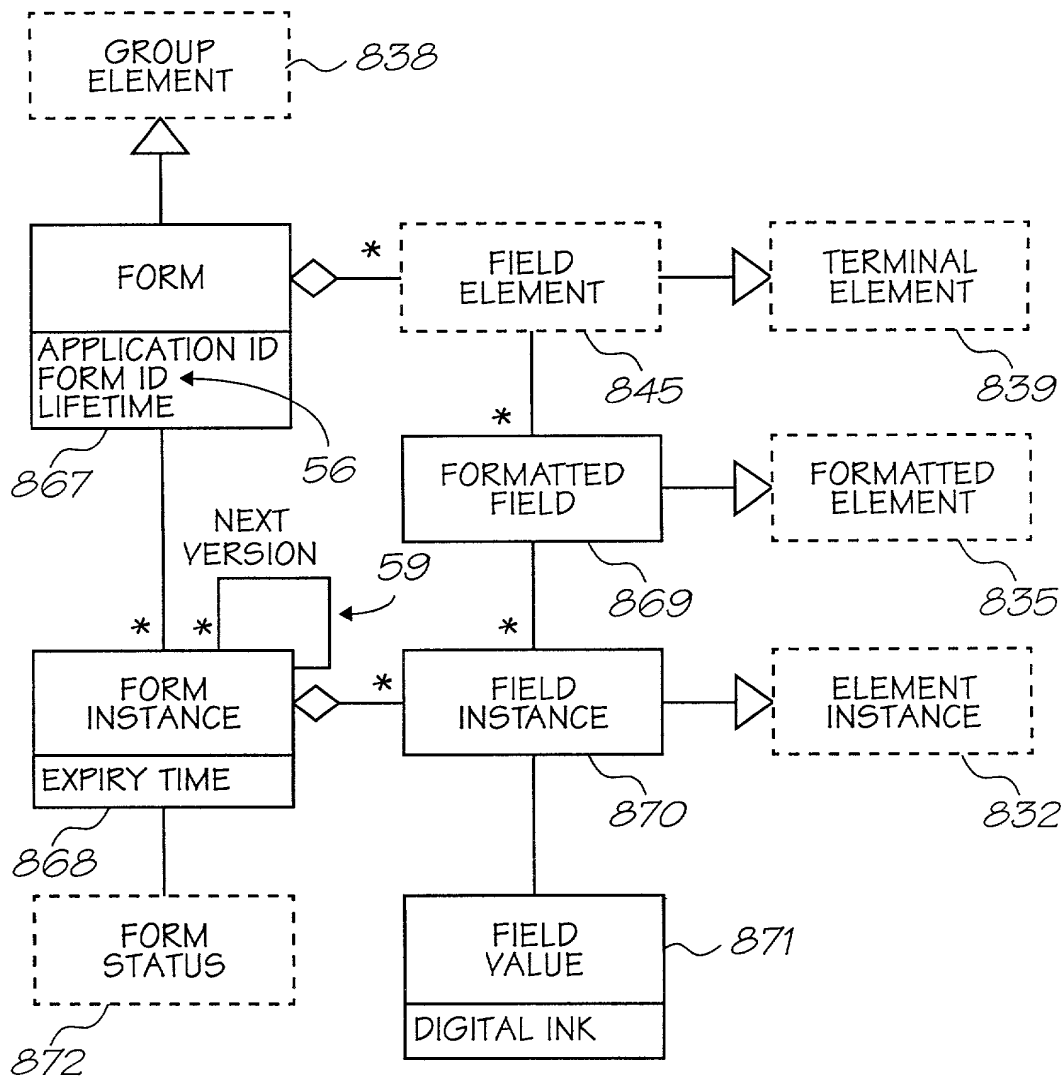 GROUP
ELEMENT
838
FORM
*
FIELD
ELEMENT
TERMINAL
ELEMENT
APPLICATION ID
FORM ID
LIFETIME
845
839
867
56
*
FORMATTED
FIELD
FORMATTED
ELEMENT
NEXT
VERSION
59
869
835
*
*
*
FORM
INSTANCE
*
FIELD
INSTANCE
ELEMENT
INSTANCE
EXPIRY TIME
868
870
832
FORM
STATUS
FIELD
VALUE
871
DIGITAL INK
872